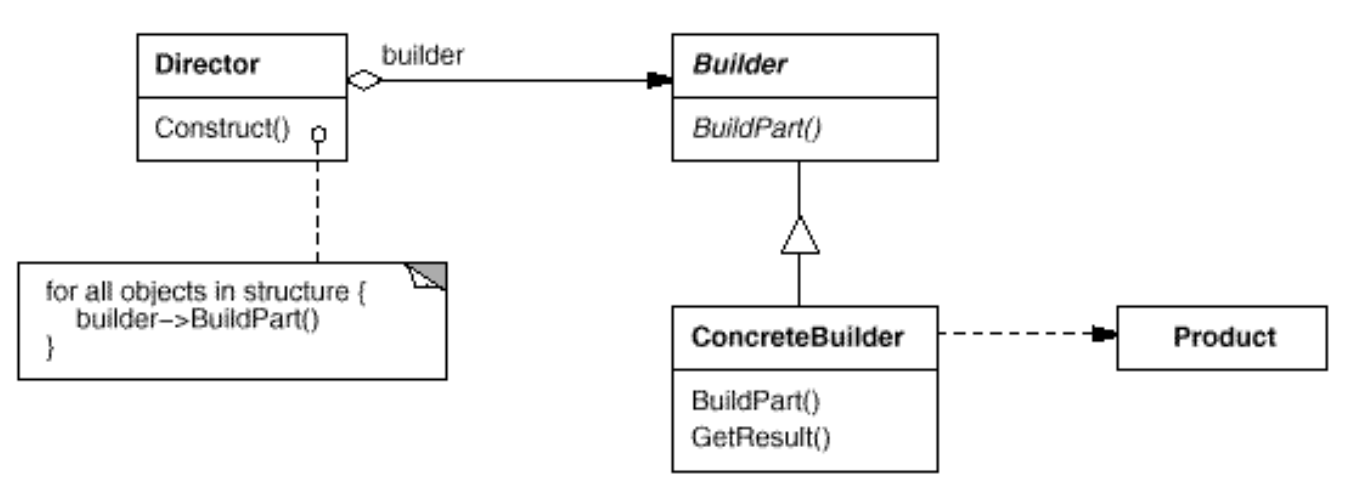 Director
Construct()
builder
Builder
BuildPart()
for all objects in structure {
builder->BuildPart()
}
ConcreteBuilder
BuildPart()
GetResult()
Product